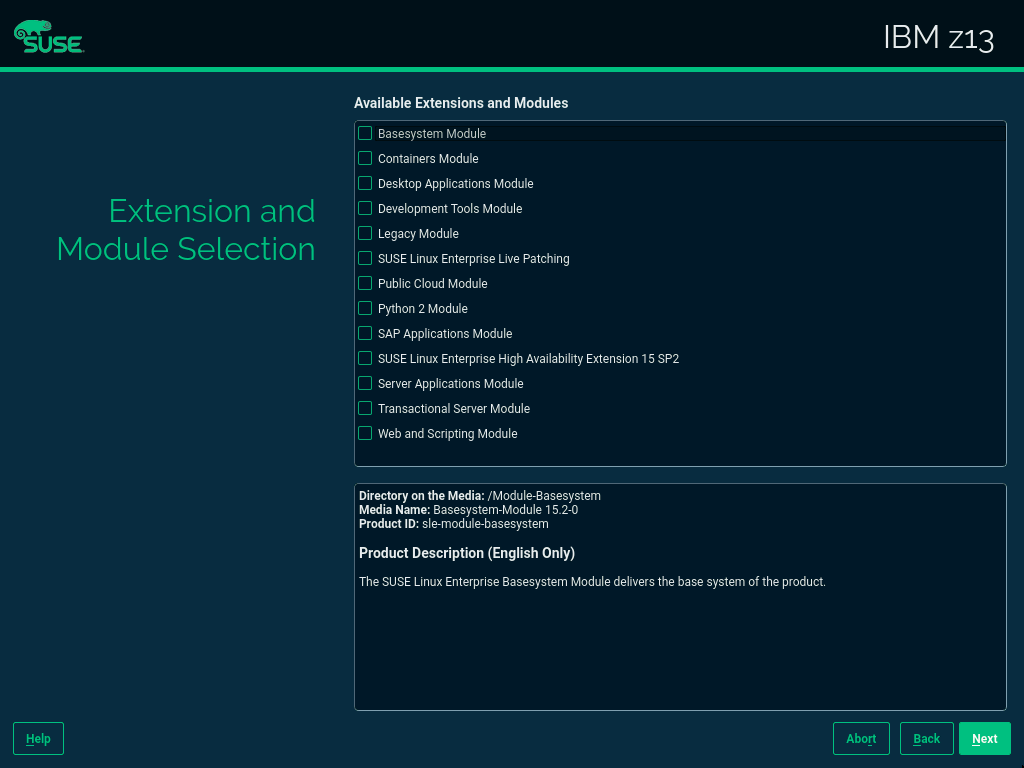 SUSE
IBM z13
Extension and
Module Selection
Available Extensions and Modules
Basesystem Module
Containers Module
Desktop Applications Module
Development Tools Module
Legacy Module
SUSE Linux Enterprise Live Patching
Public Cloud Module
Python 2 Module
SAP Applications Module
SUSE Linux Enterprise High Availability Extension 15 SP2
Server Applications Module
Transactional Server Module
Web and Scripting Module
Directory on the Media: /Module-Basesystem
Media Name: Basesystem-Module 15.2-0
Product ID: sle-module-basesystem
Product Description (English Only)
The SUSE Linux Enterprise Basesystem Module delivers the base system of the product.
Help
Abort
Back
Next